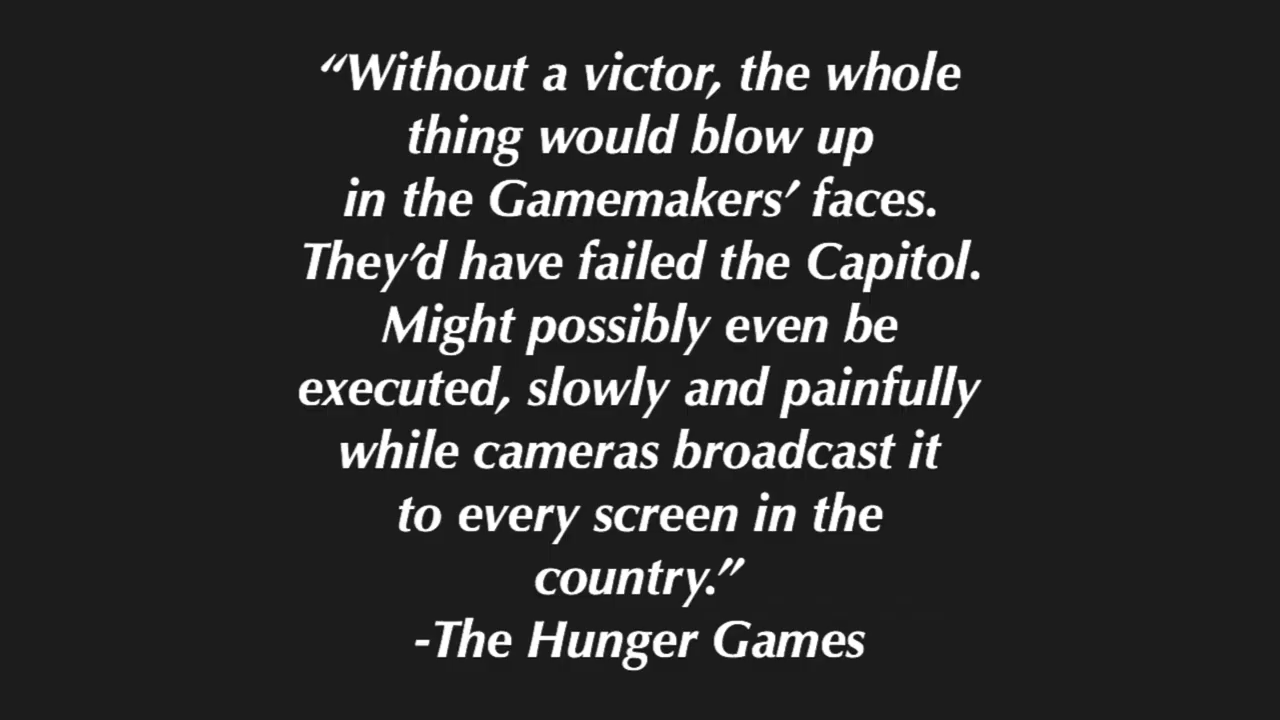 “Without a victor, the whole
thing would blow up
in the Gamemakers’ faces.
They’d have failed the Capitol.
Might possibly even be
executed, slowly and painfully
while cameras broadcast it
to every screen in the
country.”
-The Hunger Games